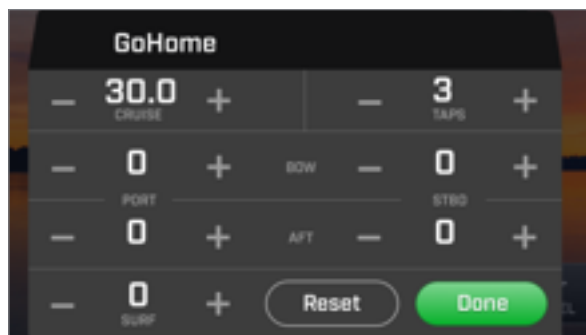 GoHome
− 30.0 + − 3 +
CRUISE TAPS
− 0 + BOW − 0 +
PORT STBD
− 0 + AFT − 0 +
− 0 + Reset Done
SURF